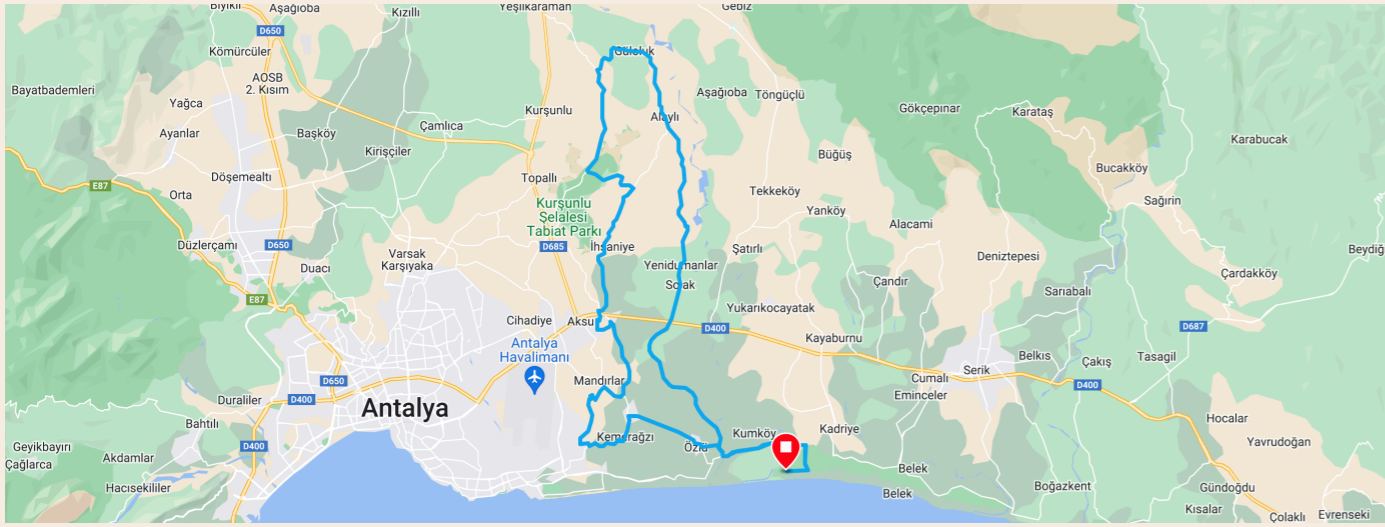 Bıyıklı
Aşağıoba
Kızıllı
Yeşilkaraman
Gebiz
D650
Kömürcüler
Güloluk
AOSB
2. Kısım
Bayatbademleri
Yağca
Aşağıoba
Töngüçlü
Gökçepınar
Karataş
Kurşunlu
Alaylı
Ayanlar
Başköy
Çamlıca
Karabucak
Kirişçiler
Büğüş
Bucakköy
E87
Döşemealtı
Topallı
Orta
Tekkeköy
Sağırin
Kurşunlu
Şelalesi
Tabiat Parkı
Yanköy
Alacami
Düzlerçamı
D650
D685
İhsaniye
Şatırlı
Beydiğ
Varsak
Karşıyaka
Deniztepesi
Duacı
Yenidumanlar
Çardakköy
Solak
Çandır
Sarıabalı
E87
Yukarıkocayatak
Cihadiye
Aksu
D400
D687
Kayaburnu
Antalya
Havalimanı
Belkıs
Çakış
Tasagil
Serik
D650
Mandırlar
Cumalı
D400
Eminceler
Duraliler
D400
Antalya
Hocalar
Bahtılı
Kadriye
Kumköy
Kemerağzı
Yavrudoğan
Geyikbayırı
D400
Özlü
Akdamlar
Çağlarca
Belek
Hacısekililer
Belek
Boğazkent
Gündoğdu
Kısalar
Çolaklı
Evrenseki